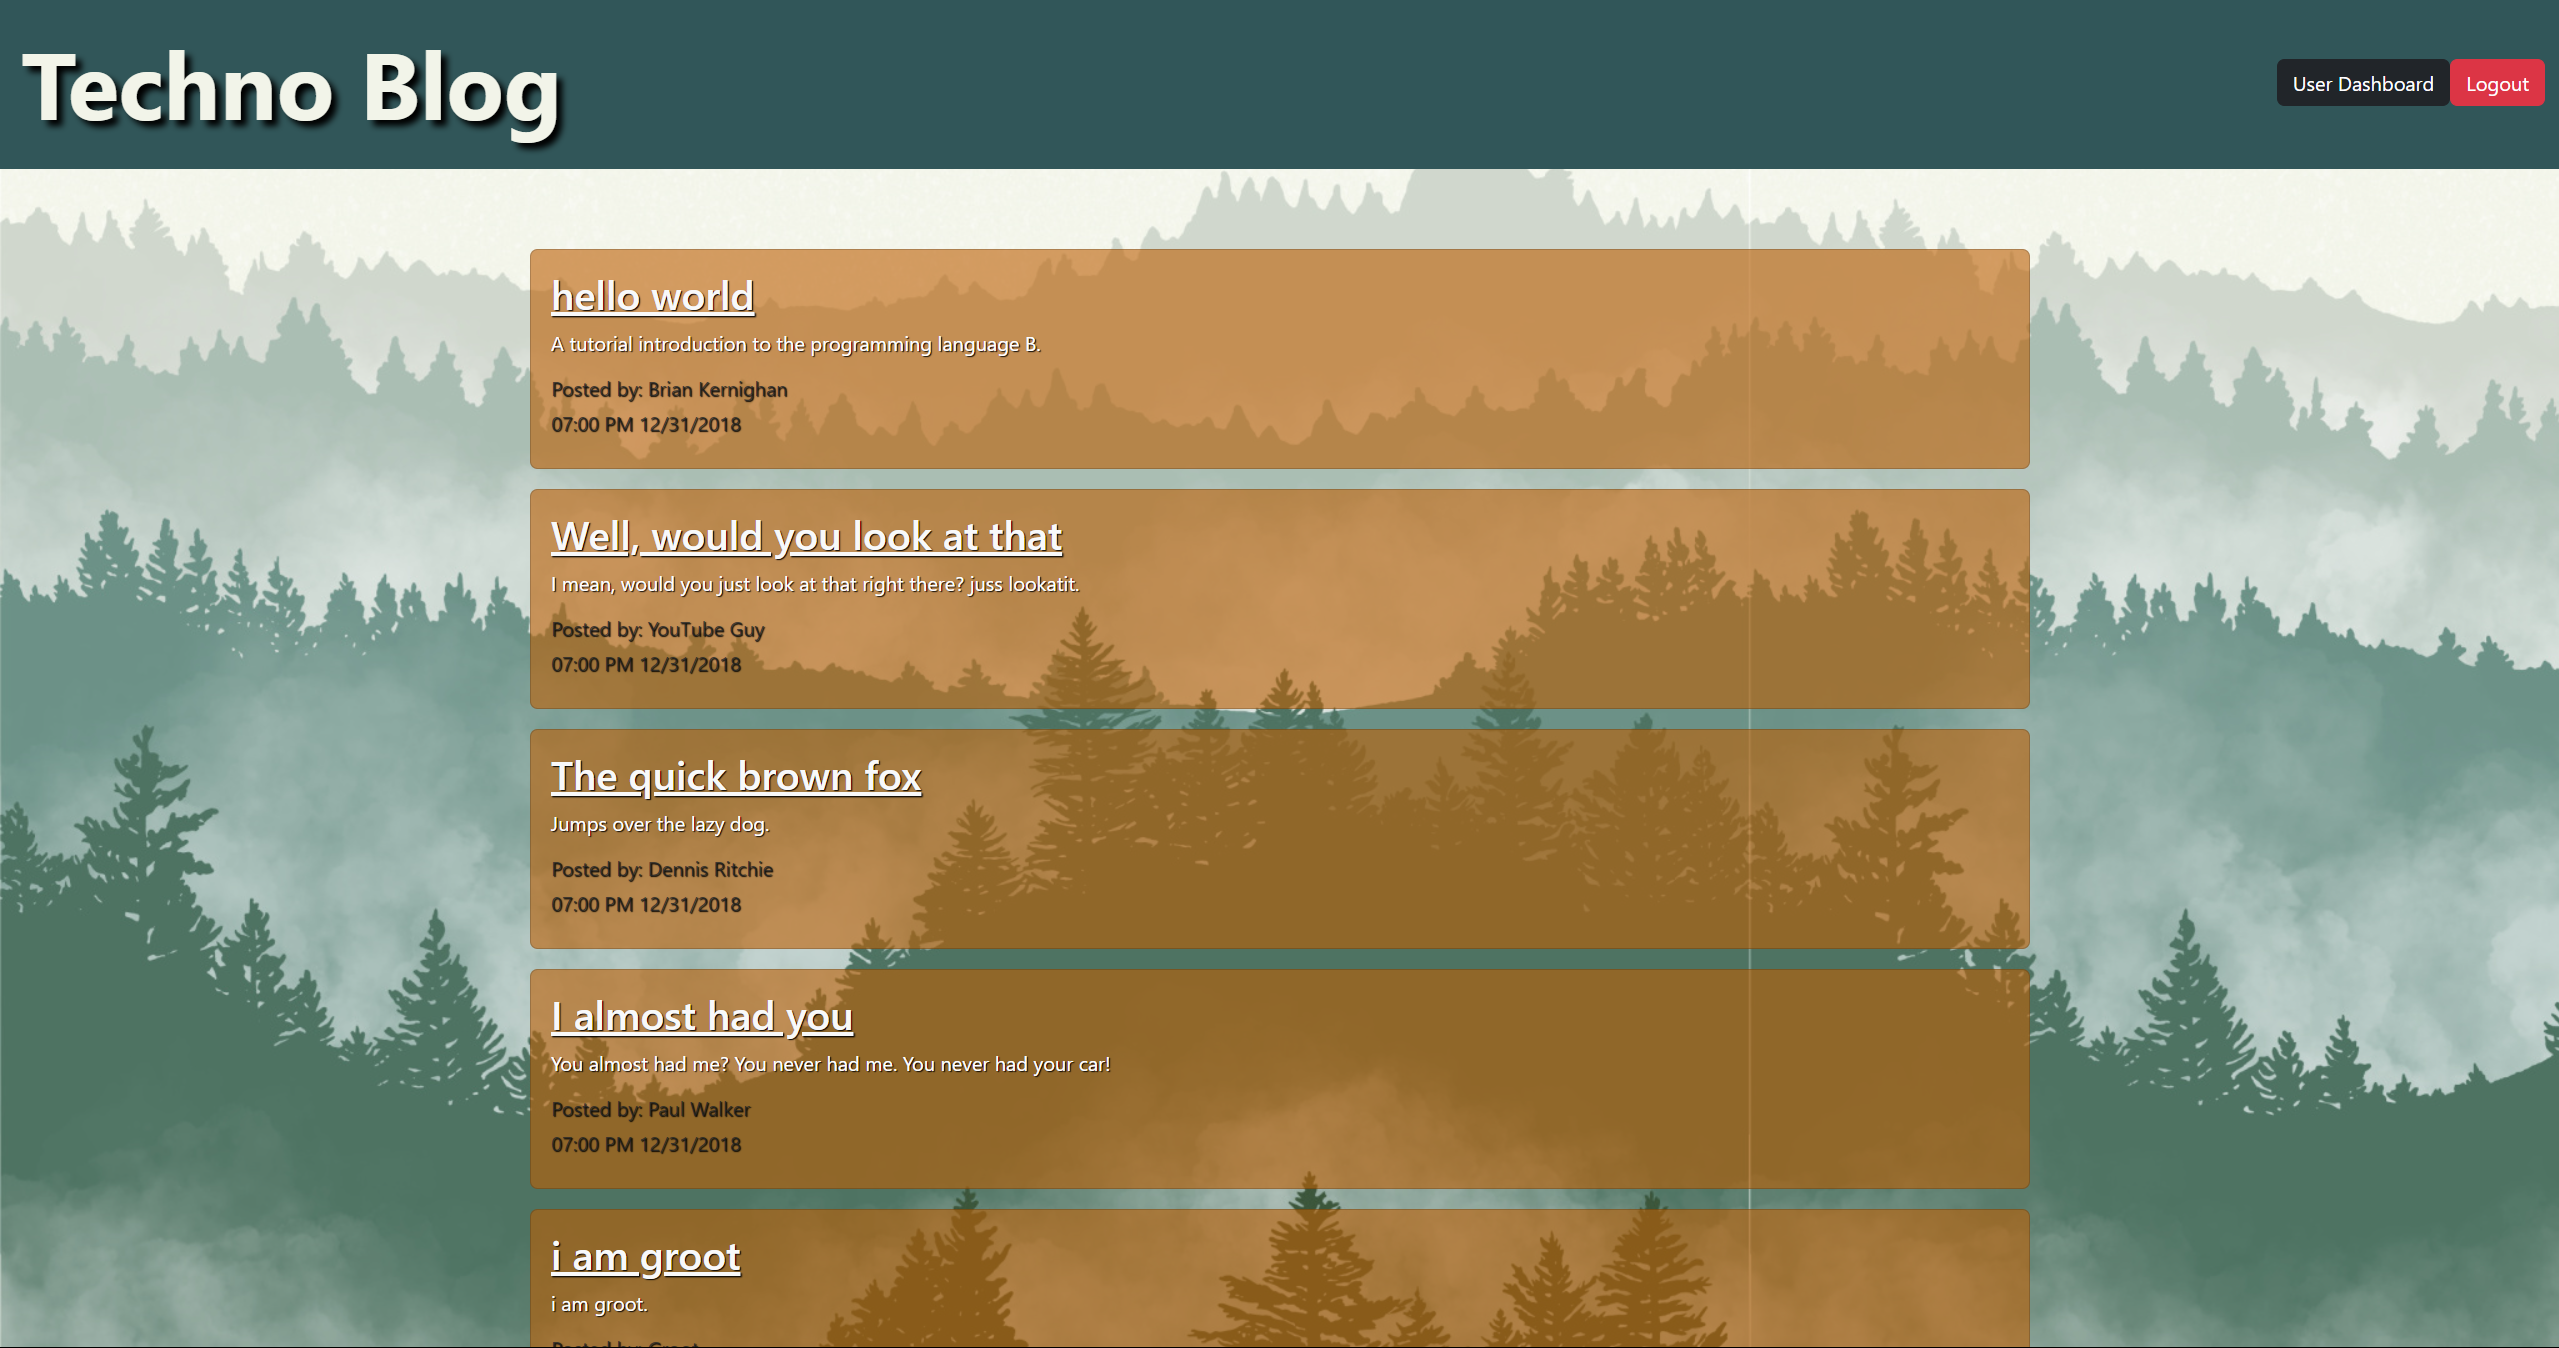 Techno Blog
User Dashboard
Logout
hello world
A tutorial introduction to the programming language B.
Posted by: Brian Kernighan
07:00 PM 12/31/2018
Well, would you look at that
I mean, would you just look at that right there? juss lookatit.
Posted by: YouTube Guy
07:00 PM 12/31/2018
The quick brown fox
Jumps over the lazy dog.
Posted by: Dennis Ritchie
07:00 PM 12/31/2018
I almost had you
You almost had me? You never had me. You never had your car!
Posted by: Paul Walker
07:00 PM 12/31/2018
i am groot
i am groot.
Posted by: Groot